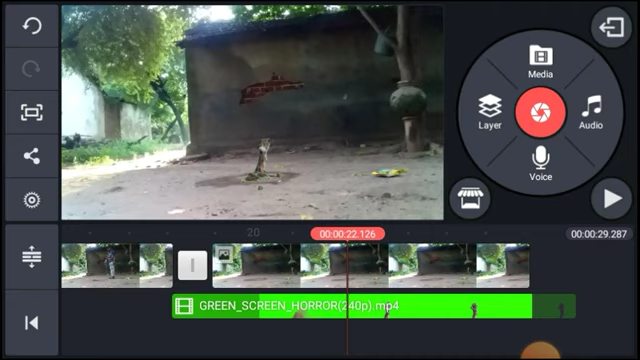 Media
Layer
Audio
Voice
20
00:00:22.126
00:00:29.287
GREEN_SCREEN_HORROR(240p).mp4